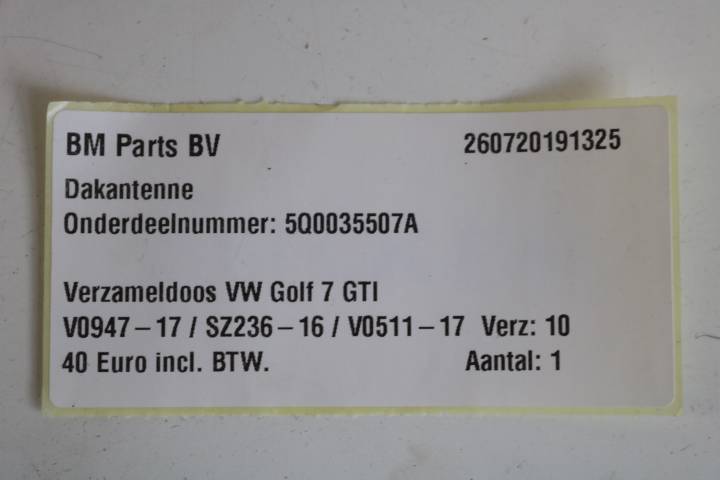 BM Parts BV 260720191325
Dakantenne
Onderdeelnummer: 5Q0035507A
Verzameldoos VW Golf 7 GTI
V0947-17 / SZ236-16 / V0511-17 Verz: 10
40 Euro incl. BTW. Aantal: 1